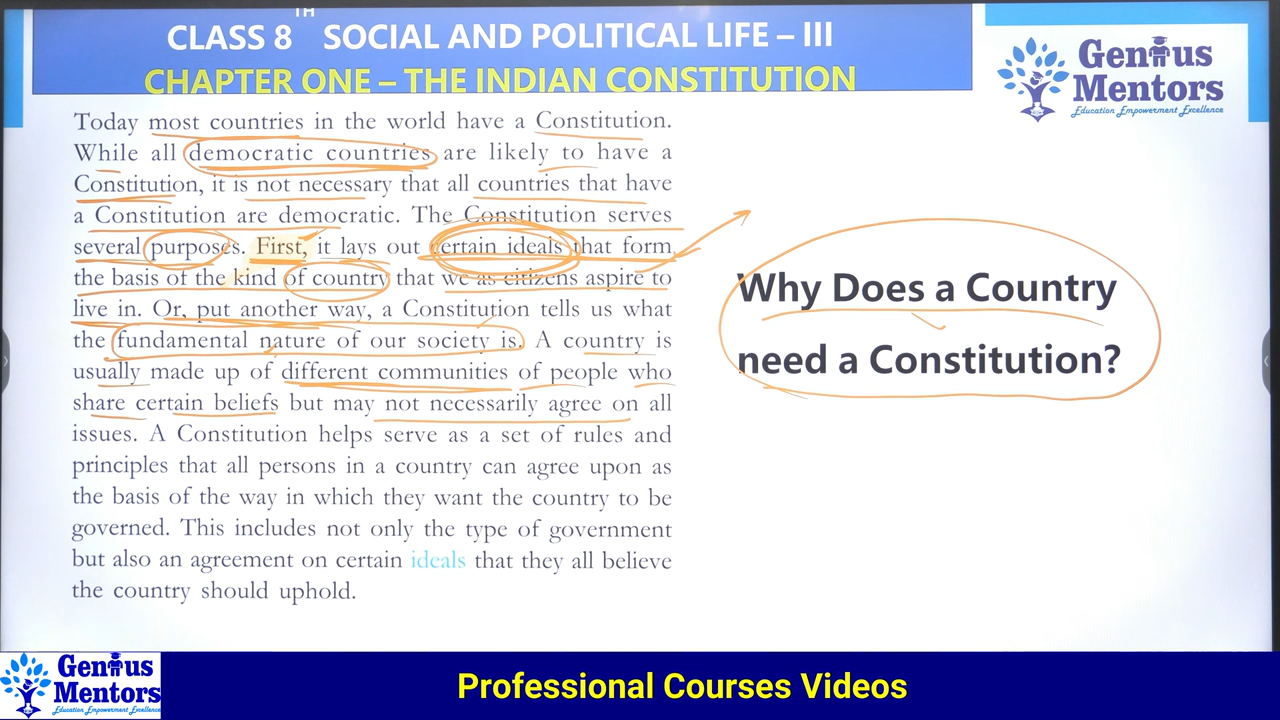 TH
CLASS 8 SOCIAL AND POLITICAL LIFE – III
CHAPTER ONE – THE INDIAN CONSTITUTION
Genius
Mentors
Education Empowerment Excellence
Today most countries in the world have a Constitution.
While all democratic countries are likely to have a
Constitution, it is not necessary that all countries that have
a Constitution are democratic. The Constitution serves
several purposes. First, it lays out certain ideals that form
the basis of the kind of country that we as citizens aspire to
live in. Or, put another way, a Constitution tells us what
the fundamental nature of our society is. A country is
usually made up of different communities of people who
share certain beliefs but may not necessarily agree on all
issues. A Constitution helps serve as a set of rules and
principles that all persons in a country can agree upon as
the basis of the way in which they want the country to be
governed. This includes not only the type of government
but also an agreement on certain ideals that they all believe
the country should uphold.
Why Does a Country
need a Constitution?
Genius
Mentors
Education Empowerment Excellence
Professional Courses Videos